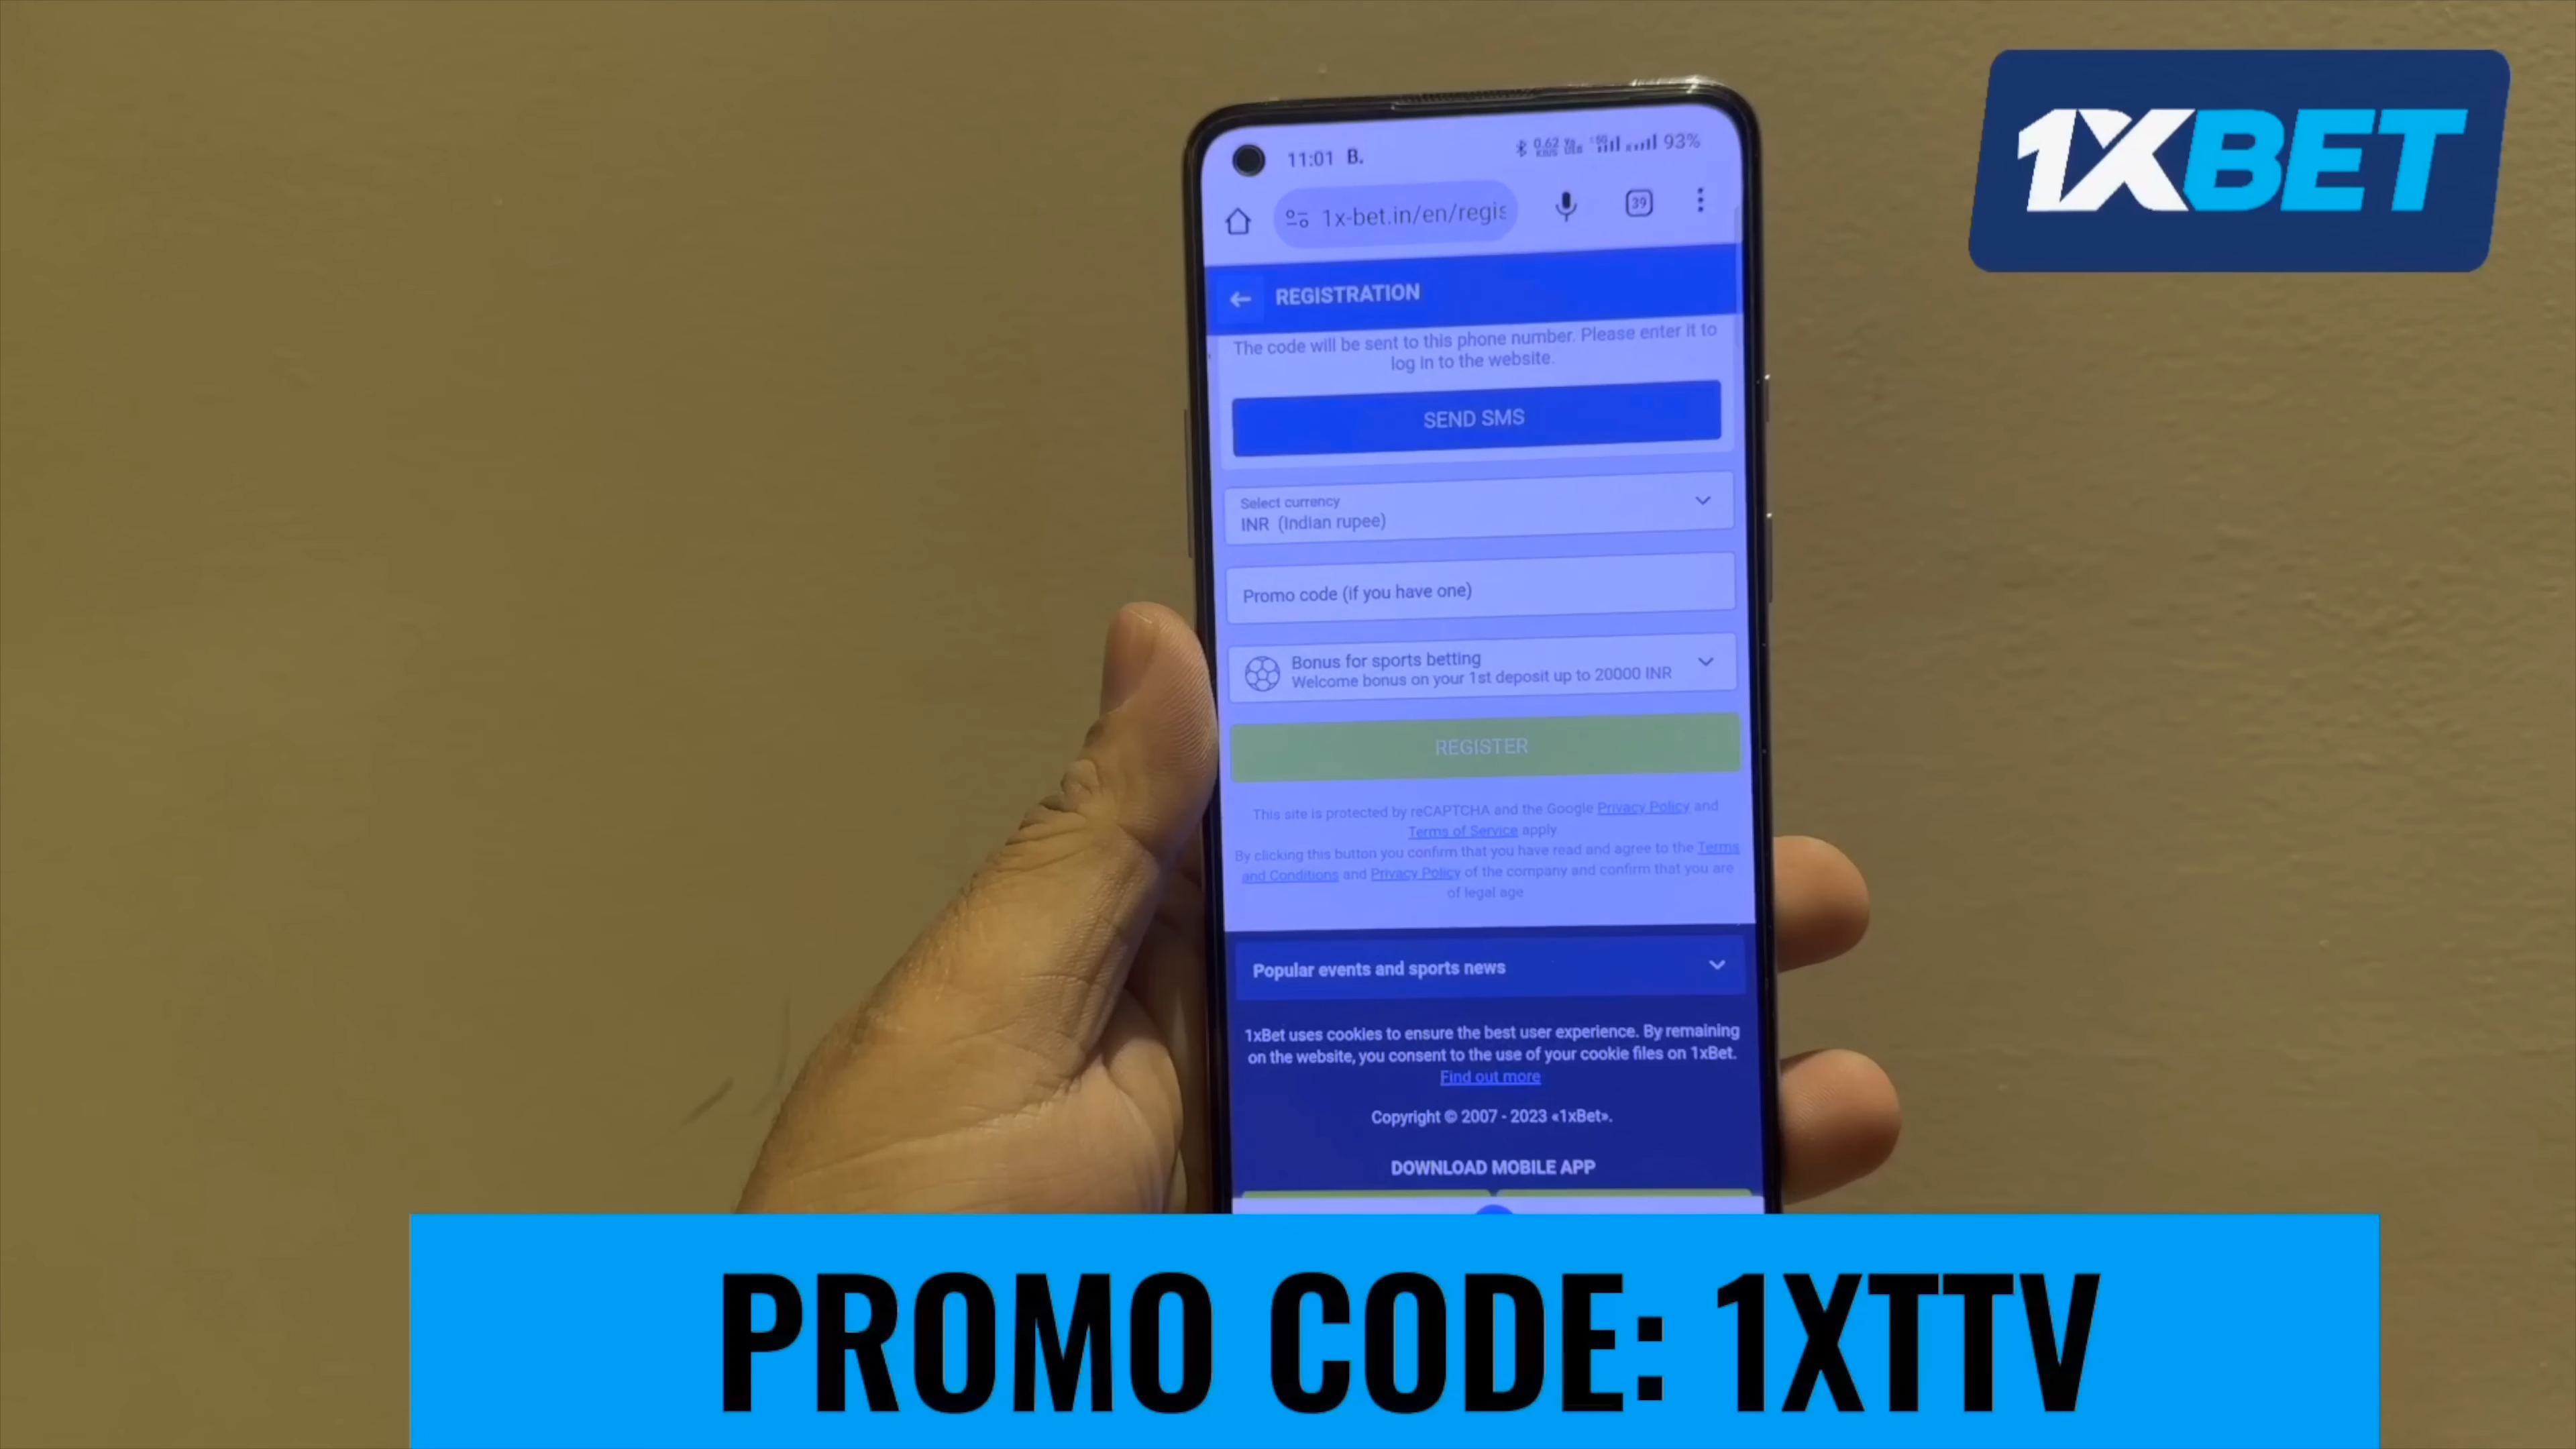 1XBET
11:01 B.
93%
1x-bet.in/en/regis
39
REGISTRATION
The code will be sent to this phone number. Please enter it to
log in to the website.
SEND SMS
Select currency
INR (Indian rupee)
Promo code (if you have one)
Bonus for sports betting
Welcome bonus on your 1st deposit up to 20000 INR
REGISTER
This site is protected by reCAPTCHA and the Google Privacy Policy and
Terms of Service apply
By clicking this button you confirm that you have read and agree to the Terms
and Conditions and Privacy Policy of the company and confirm that you are
of legal age
Popular events and sports news
1xBet uses cookies to ensure the best user experience. By remaining
on the website, you consent to the use of your cookie files on 1xBet.
Find out more
Copyright © 2007 - 2023 «1xBet».
DOWNLOAD MOBILE APP
PROMO CODE: 1XTTV